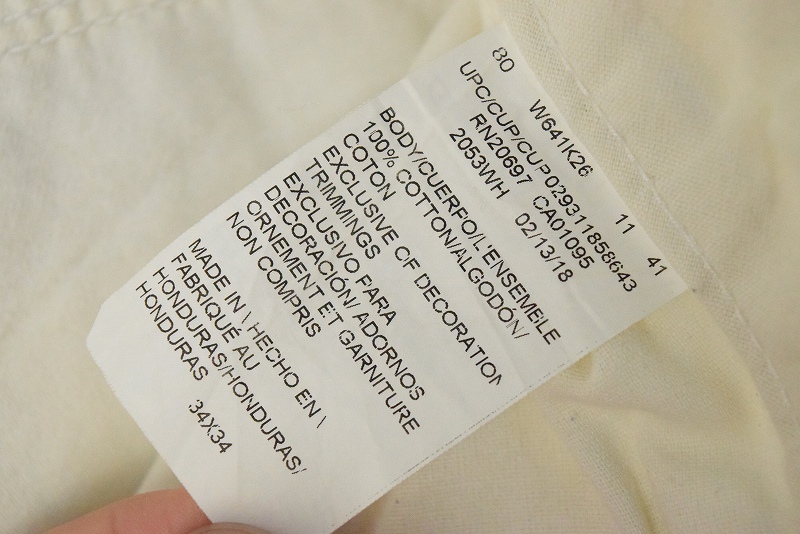 80 W641K26 11 41
UPC/CUP/CUP029311858643
RN20697 CA01095
2053WH 02/13/18
BODY/CUERPO/L'ENSEMBLE
100% COTTON/ALGODÓN/
COTON
EXCLUSIVE OF DECORATION
TRIMMINGS
EXCLUSIVO PARA
DECORACIÓN/ ADORNOS
ORNEMENT ET GARNITURE
NON COMPRIS
MADE IN \ HECHO EN \
FABRIQUÉ AU
HONDURAS/HONDURAS/
HONDURAS
34X34